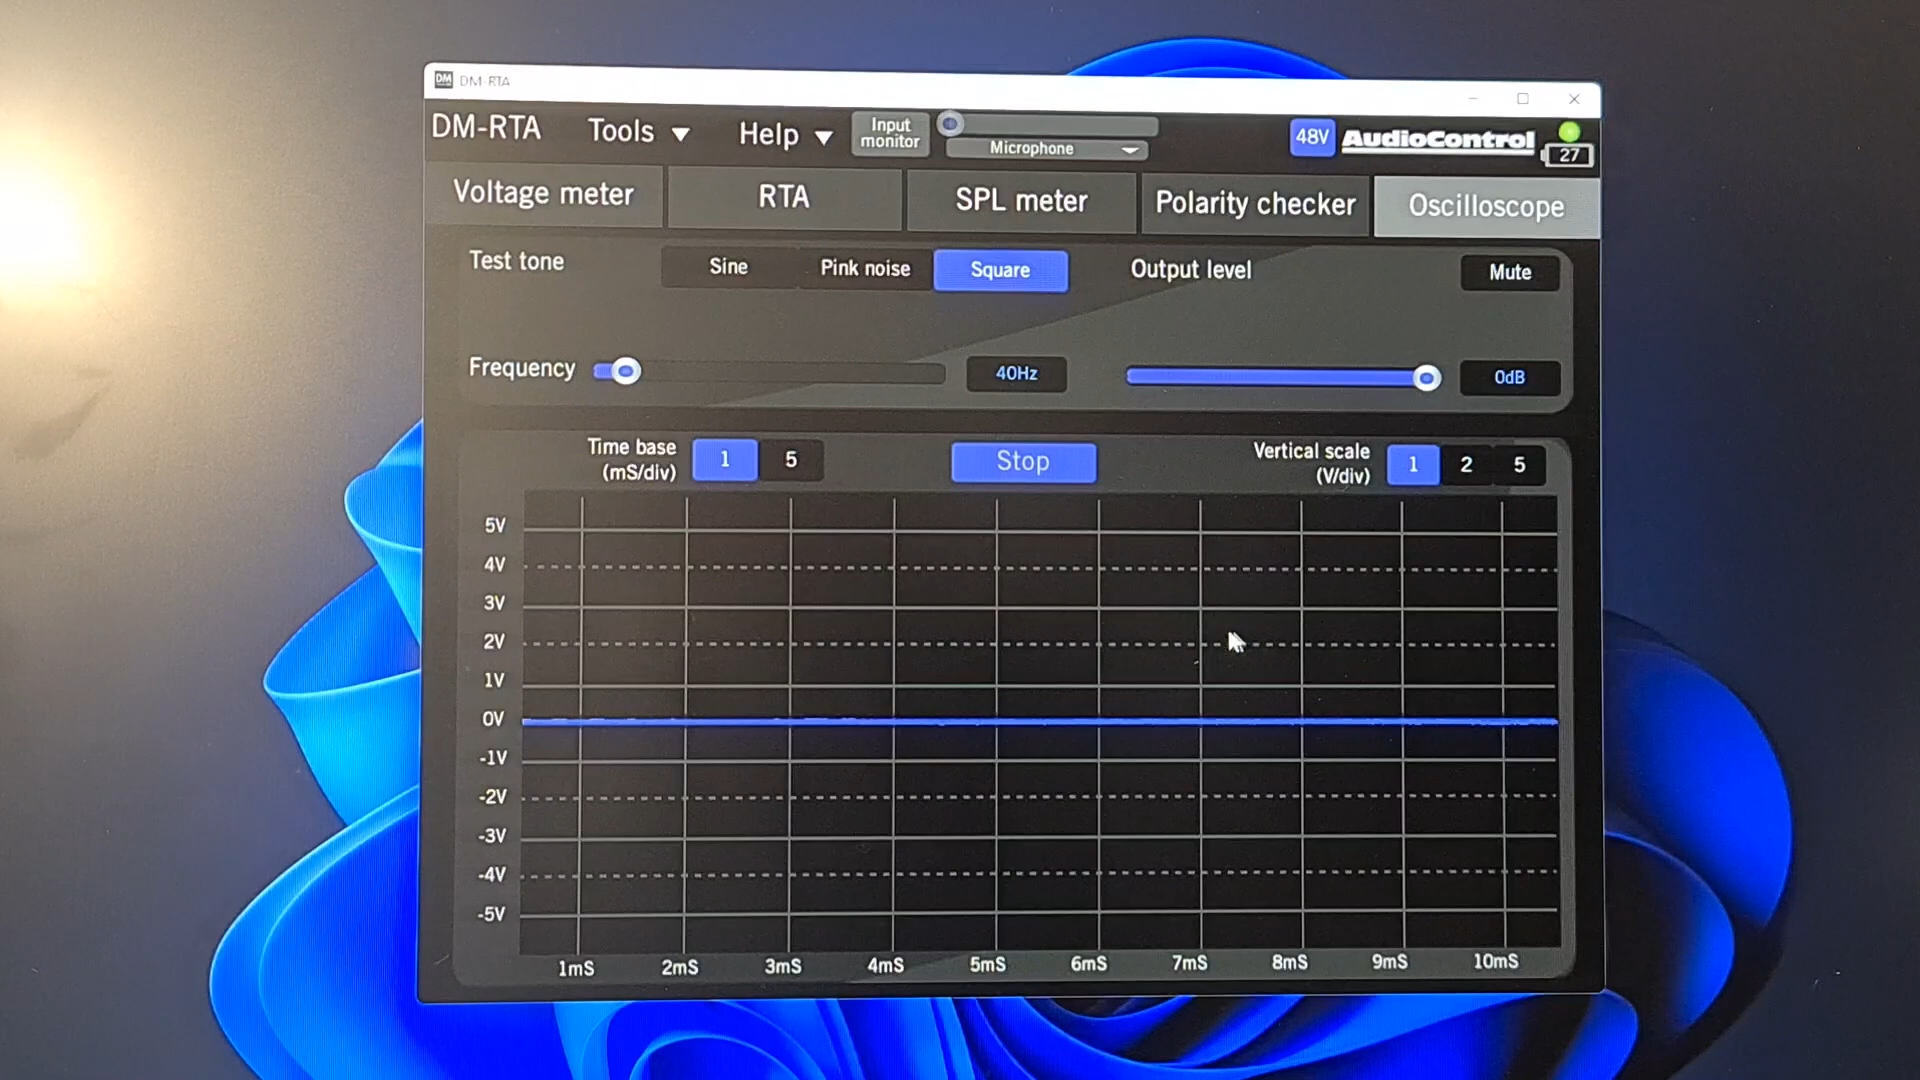 DM DM-RTA
DM-RTA Tools Help Input monitor Microphone 48V AudioControl 27
Voltage meter RTA SPL meter Polarity checker Oscilloscope
Test tone Sine Pink noise Square Output level Mute
Frequency 40Hz 0dB
Time base (mS/div) 1 5 Stop Vertical scale (V/div) 1 2 5
5V
4V
3V
2V
1V
0V
-1V
-2V
-3V
-4V
-5V
1mS 2mS 3mS 4mS 5mS 6mS 7mS 8mS 9mS 10mS